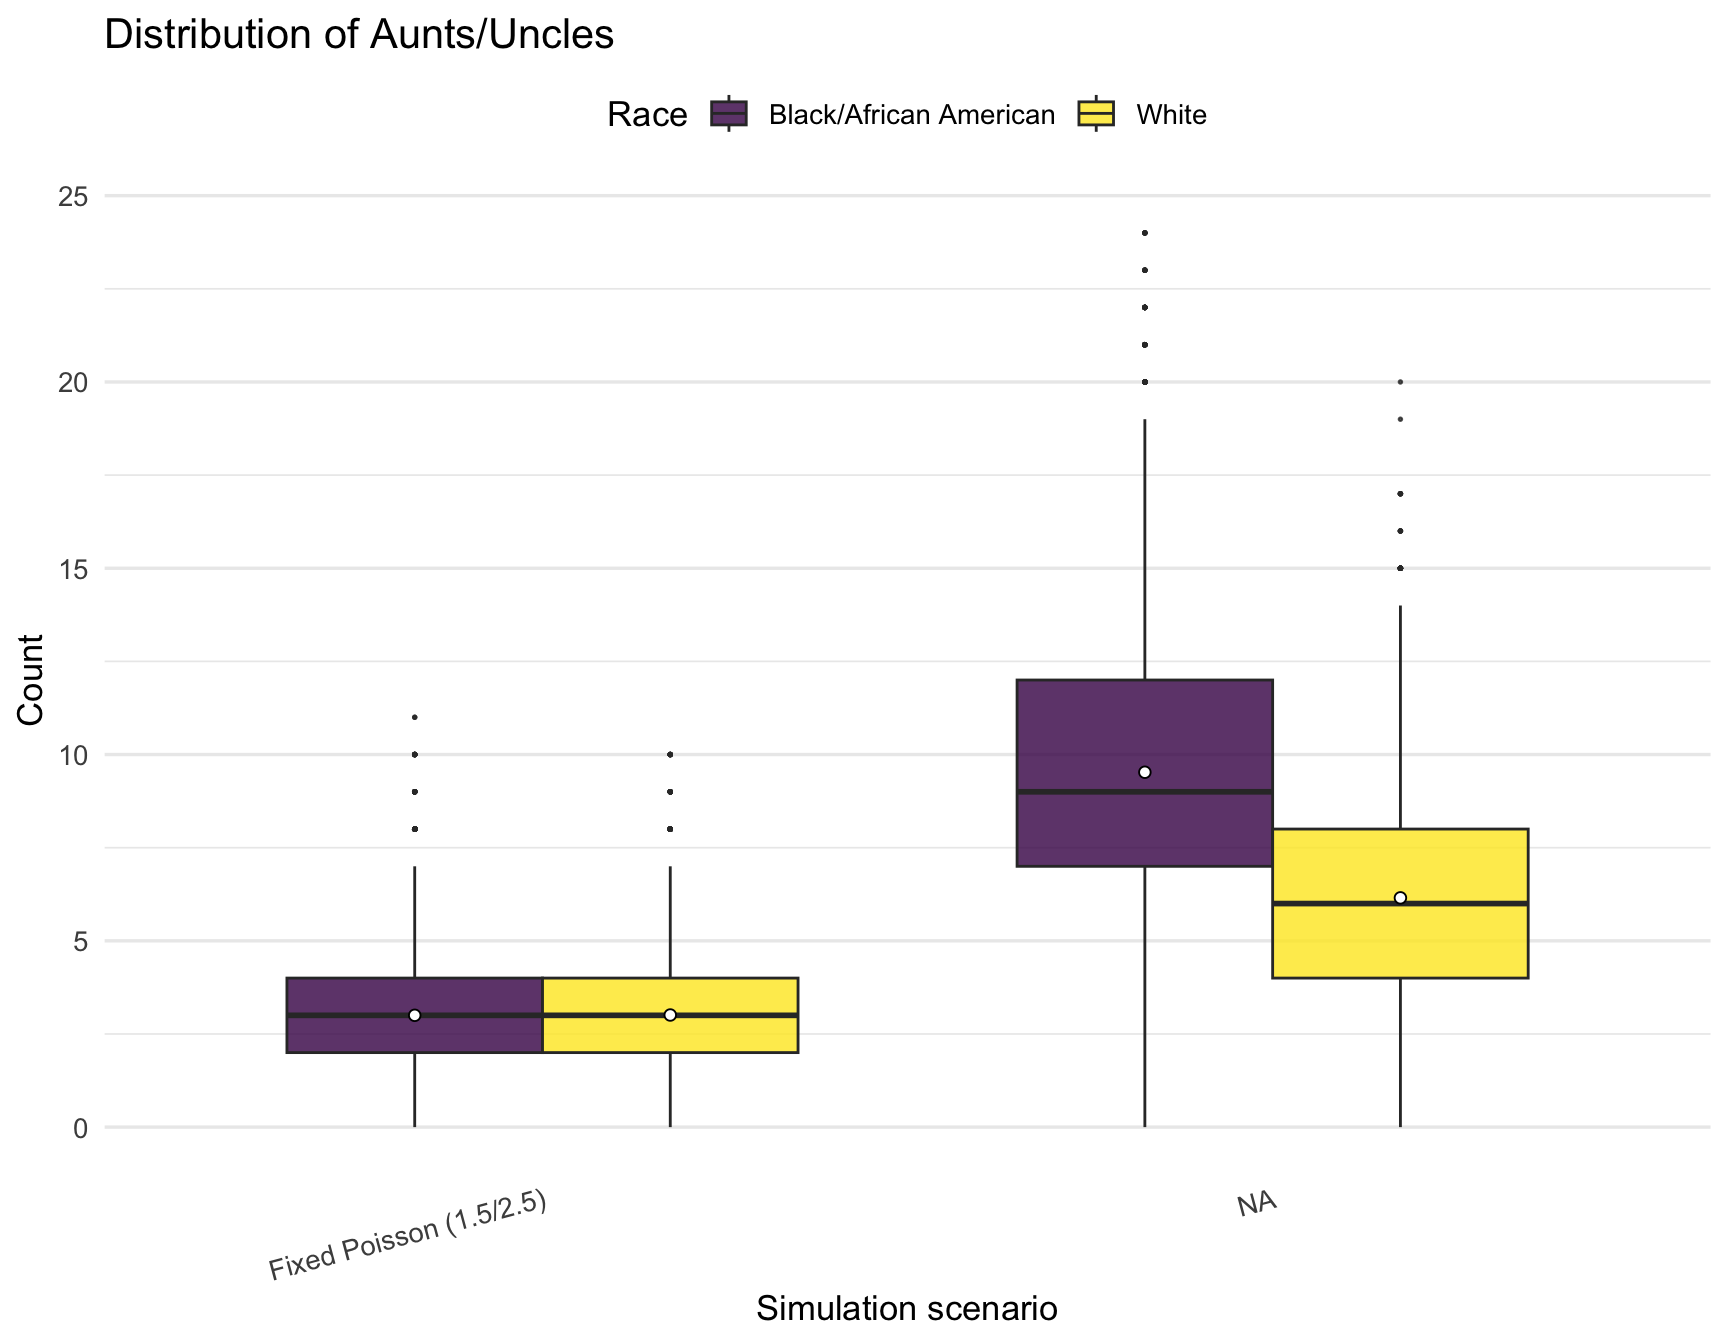 Distribution of Aunts/Uncles
Race Black/African American White
25
20
15
10
5
0
Count
Fixed Poisson (1.5/2.5)
NA
Simulation scenario